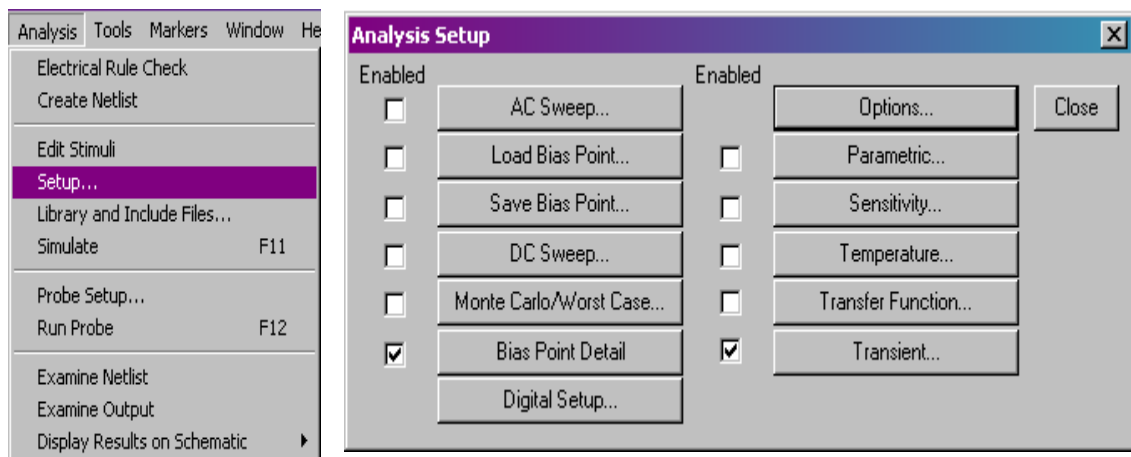 Analysis Tools Markers Window He
Electrical Rule Check
Create Netlist
Edit Stimuli
Setup...
Library and Include Files...
Simulate F11
Probe Setup...
Run Probe F12
Examine Netlist
Examine Output
Display Results on Schematic
Analysis Setup
Enabled Enabled
AC Sweep... Options... Close
Load Bias Point... Parametric...
Save Bias Point... Sensitivity...
DC Sweep... Temperature...
Monte Carlo/Worst Case... Transfer Function...
Bias Point Detail Transient...
Digital Setup...